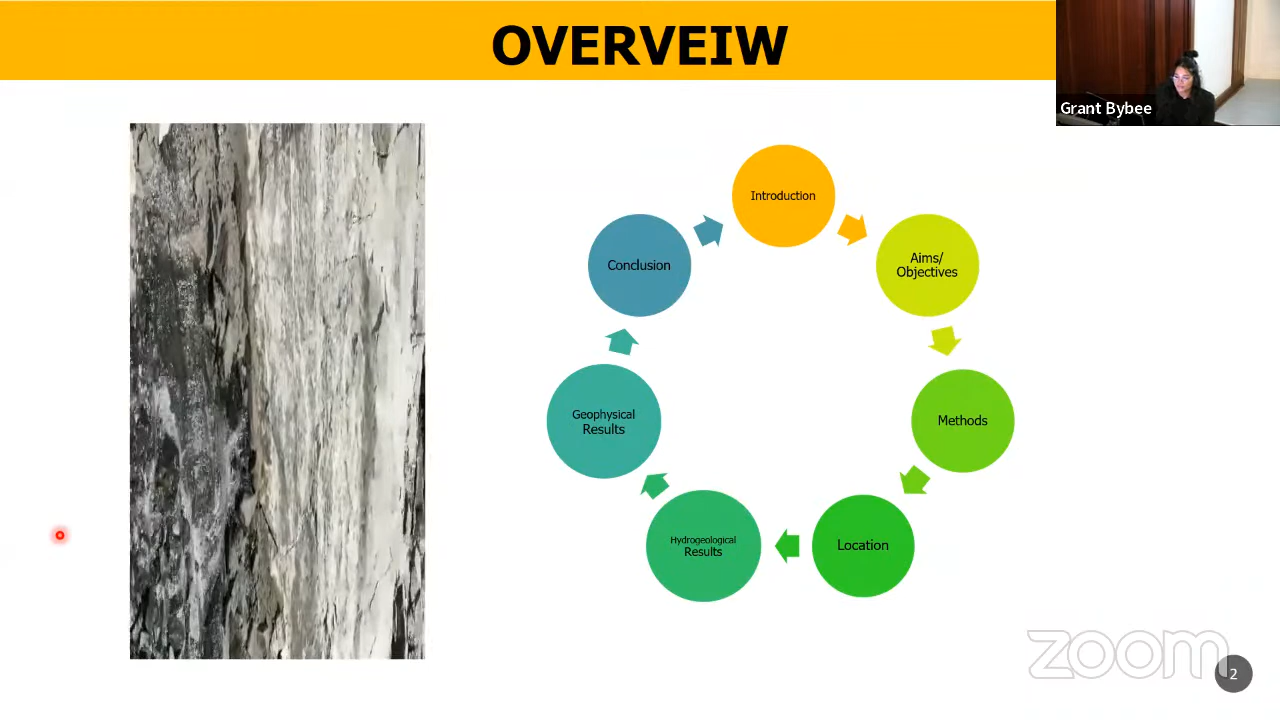 OVERVEIW
Grant Bybee
Introduction
Aims/
Objectives
Methods
Location
Hydrogeological
Results
Geophysical
Results
Conclusion
zoom
2